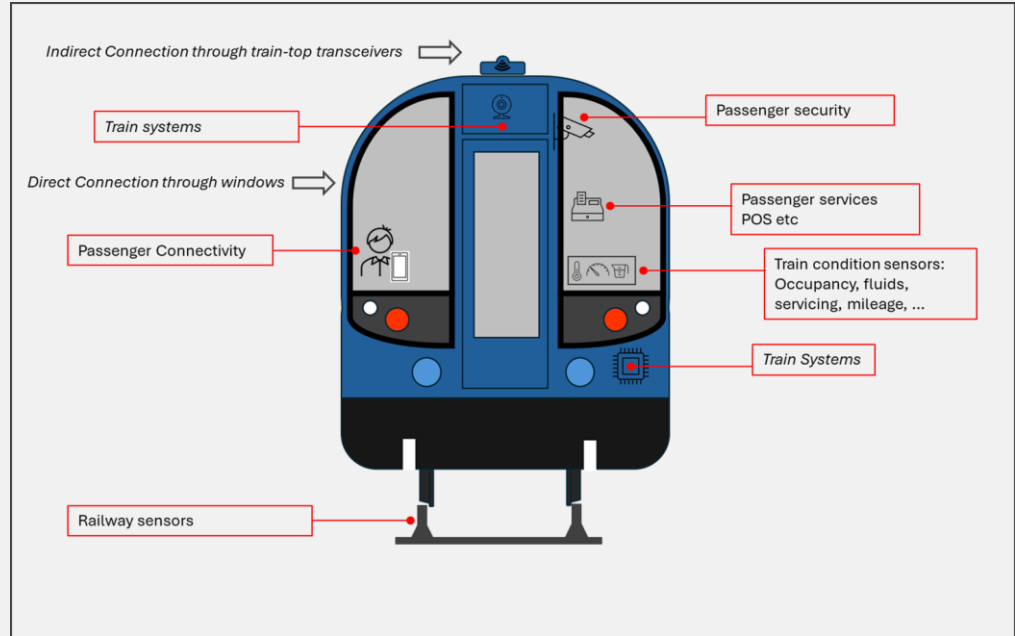 Indirect Connection through train-top transceivers
Train systems
Passenger security
Direct Connection through windows
Passenger services
POS etc
Passenger Connectivity
Train condition sensors:
Occupancy, fluids,
servicing, mileage, ...
Train Systems
Railway sensors